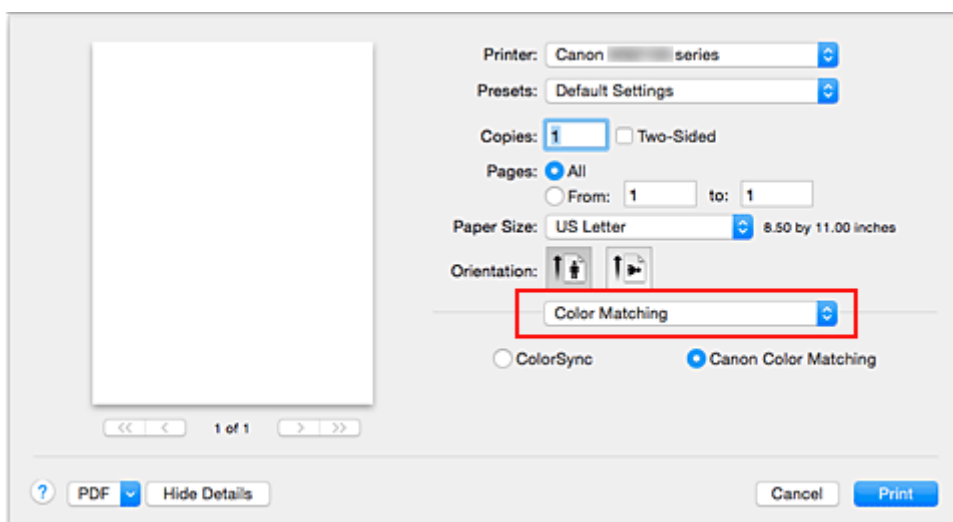 Printer: Canon series
Presets: Default Settings
Copies: 1 Two-Sided
Pages: All
From: 1 to: 1
Paper Size: US Letter 8.50 by 11.00 inches
Orientation:
Color Matching
ColorSync Canon Color Matching
<< < 1 of 1 > >>
? PDF Hide Details Cancel Print